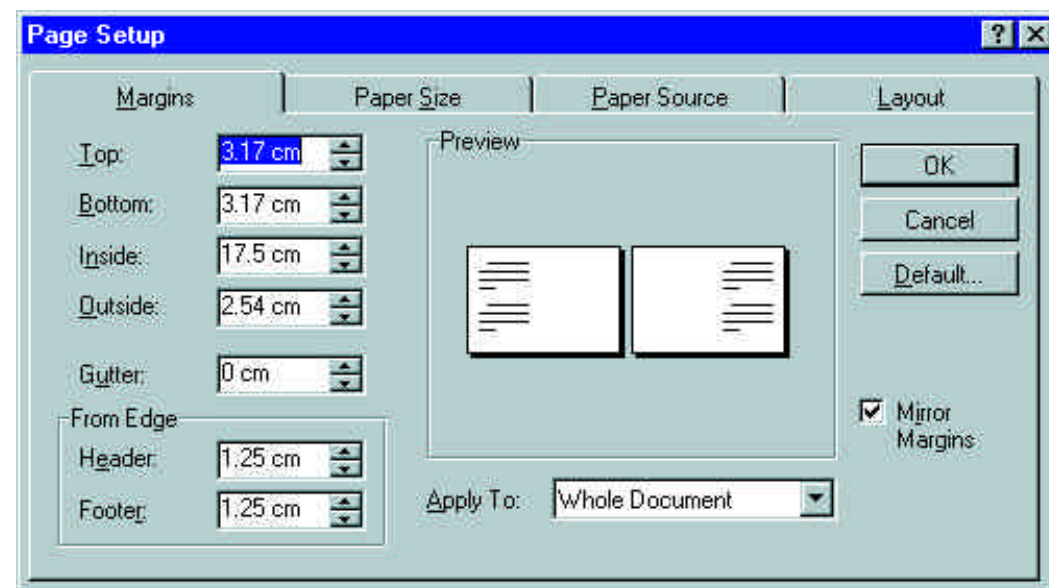 Page Setup
Margins Paper Size Paper Source Layout
Top: 3.17 cm
Bottom: 3.17 cm
Inside: 17.5 cm
Outside: 2.54 cm
Gutter: 0 cm
From Edge
Header: 1.25 cm
Footer: 1.25 cm
Preview
Apply To: Whole Document
OK
Cancel
Default...
Mirror
Margins